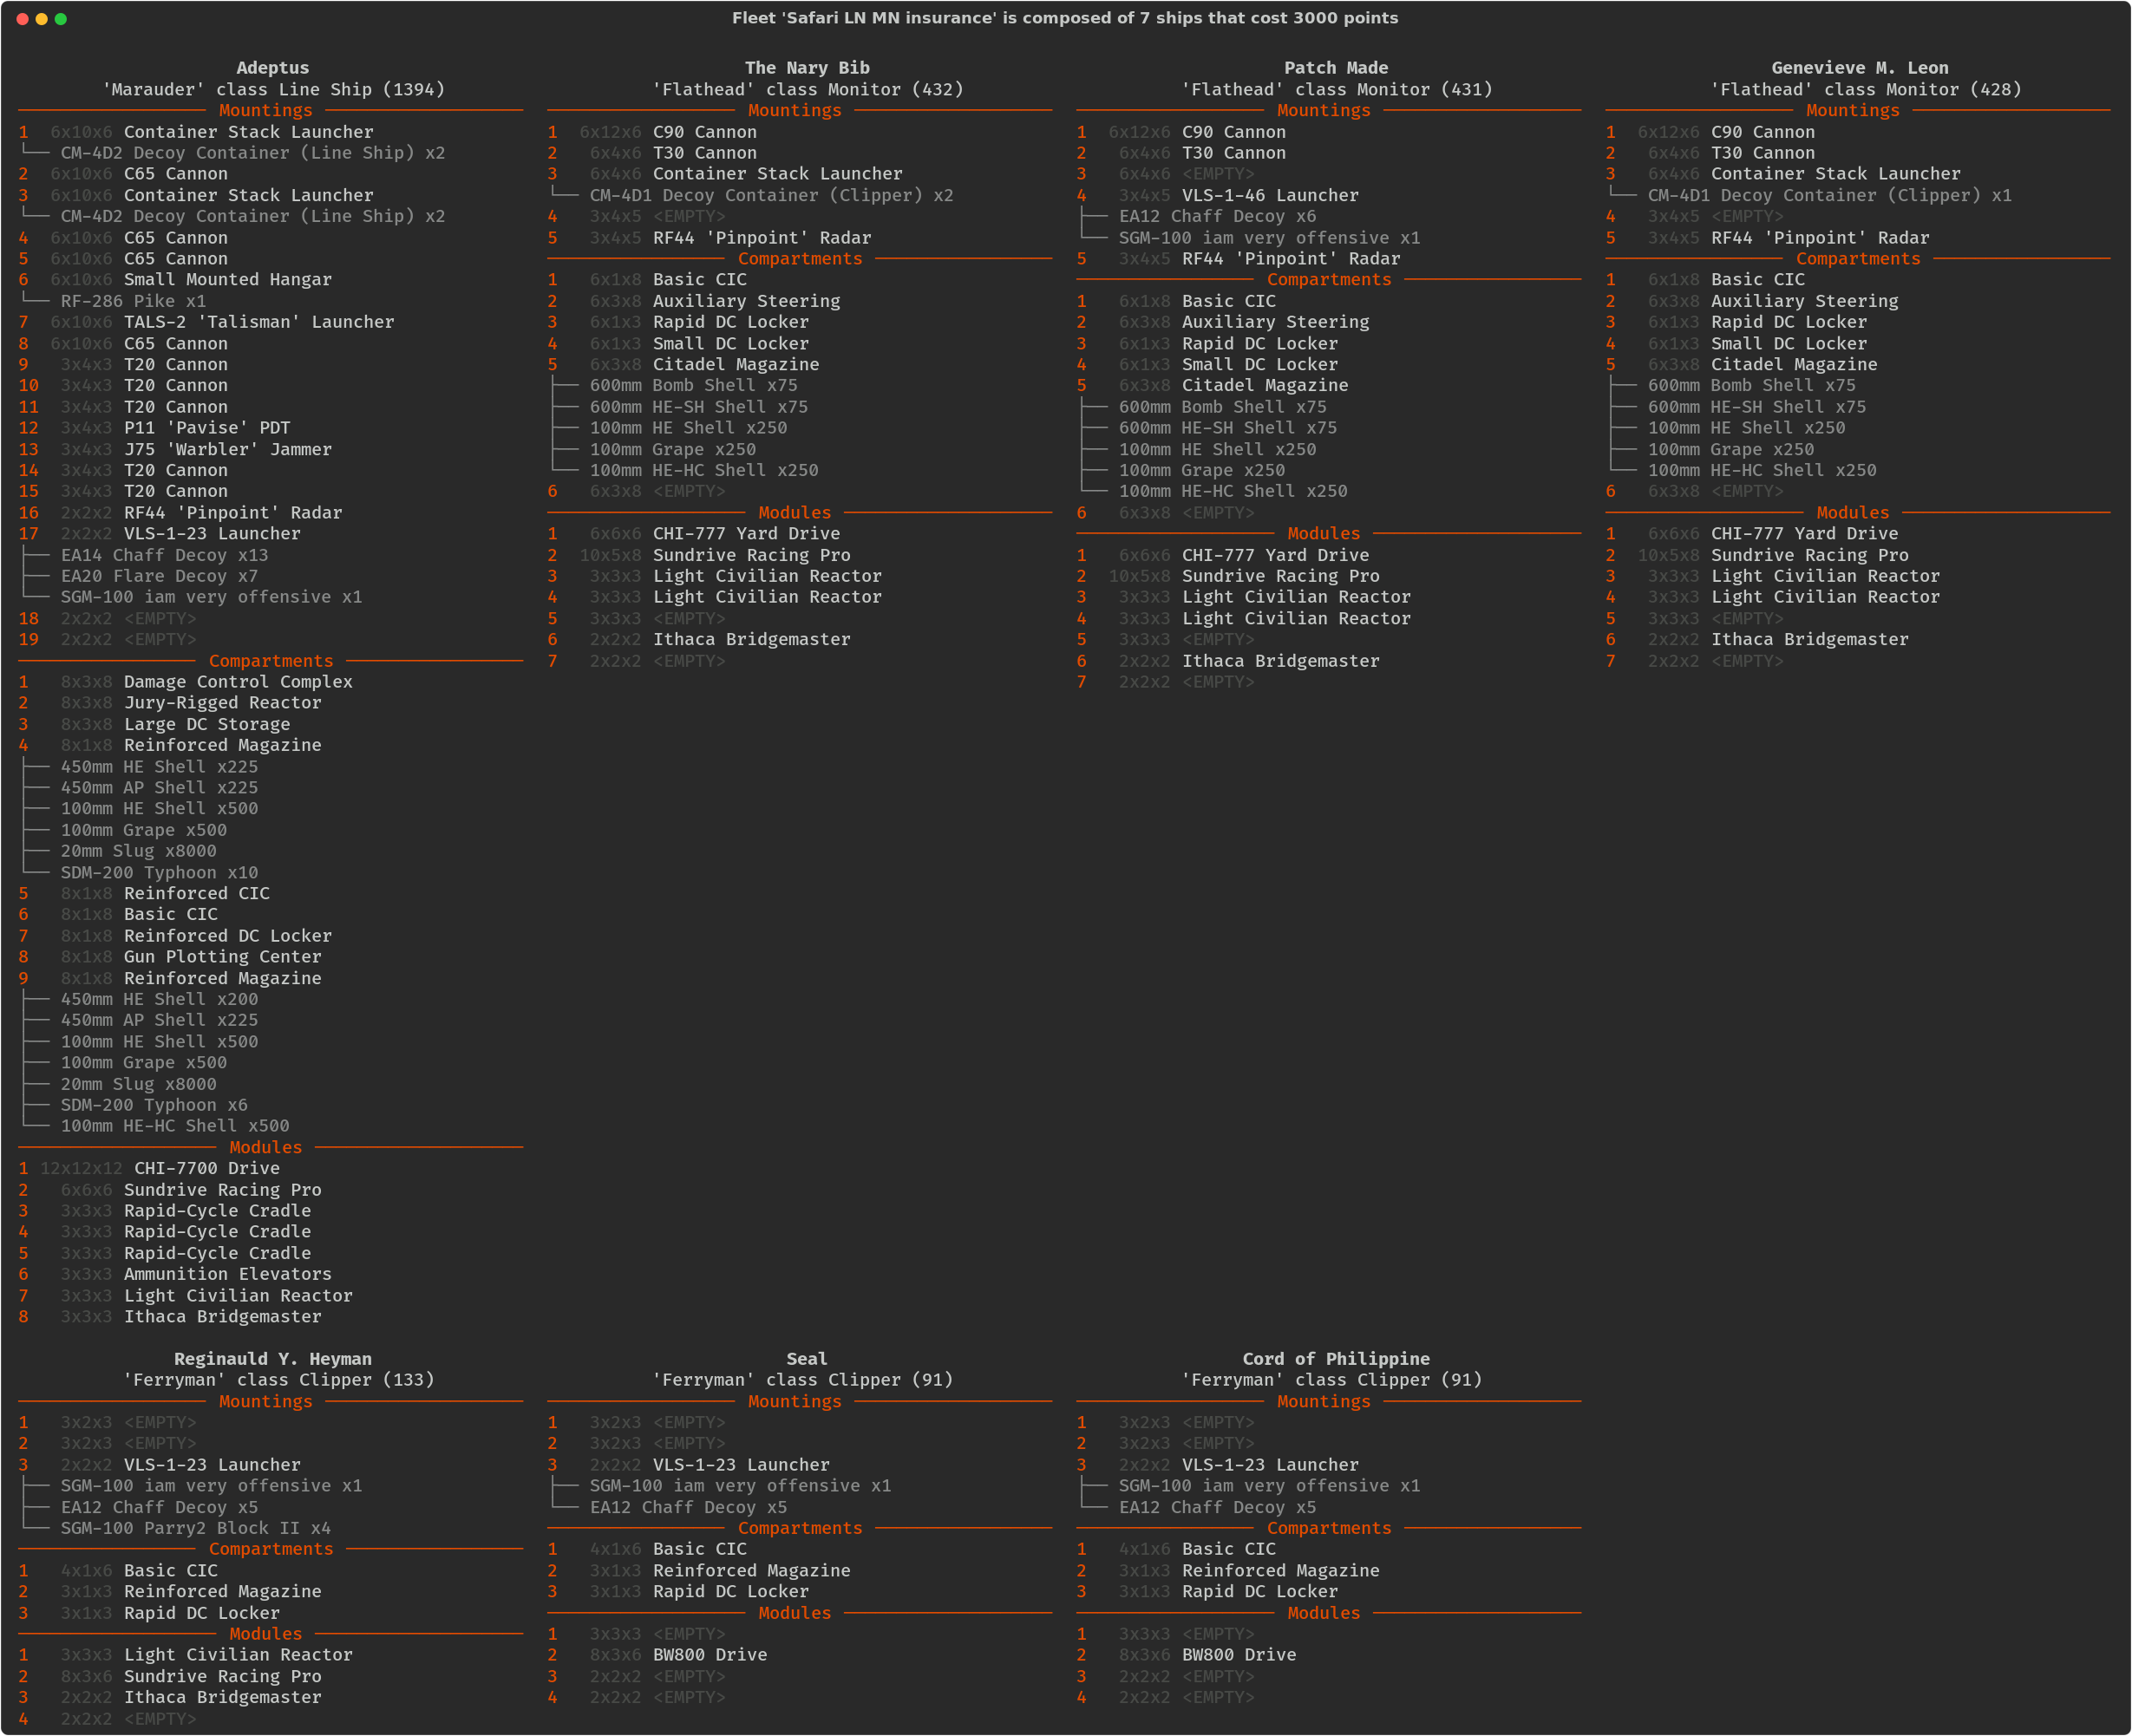 Fleet 'Safari LN MN insurance' is composed of 7 ships that cost 3000 points
Adeptus
'Marauder' class Line Ship (1394)
Mountings
1 6x10x6 Container Stack Launcher
CM-4D2 Decoy Container (Line Ship) x2
2 6x10x6 C65 Cannon
3 6x10x6 Container Stack Launcher
CM-4D2 Decoy Container (Line Ship) x2
4 6x10x6 C65 Cannon
5 6x10x6 C65 Cannon
6 6x10x6 Small Mounted Hangar
RF-286 Pike x1
7 6x10x6 TALS-2 'Talisman' Launcher
8 6x10x6 C65 Cannon
9 3x4x3 T20 Cannon
10 3x4x3 T20 Cannon
11 3x4x3 T20 Cannon
12 3x4x3 P11 'Pavise' PDT
13 3x4x3 J75 'Warbler' Jammer
14 3x4x3 T20 Cannon
15 3x4x3 T20 Cannon
16 2x2x2 RF44 'Pinpoint' Radar
17 2x2x2 VLS-1-23 Launcher
EA14 Chaff Decoy x13
EA20 Flare Decoy x7
SGM-100 iam very offensive x1
18 2x2x2 <EMPTY>
19 2x2x2 <EMPTY>
Compartments
1 8x3x8 Damage Control Complex
2 8x3x8 Jury-Rigged Reactor
3 8x3x8 Large DC Storage
4 8x1x8 Reinforced Magazine
450mm HE Shell x225
450mm AP Shell x225
100mm HE Shell x500
100mm Grape x500
20mm Slug x8000
SDM-200 Typhoon x10
5 8x1x8 Reinforced CIC
6 8x1x8 Basic CIC
7 8x1x8 Reinforced DC Locker
8 8x1x8 Gun Plotting Center
9 8x1x8 Reinforced Magazine
450mm HE Shell x200
450mm AP Shell x225
100mm HE Shell x500
100mm Grape x500
20mm Slug x8000
SDM-200 Typhoon x6
100mm HE-HC Shell x500
Modules
1 12x12x12 CHI-7700 Drive
2 6x6x6 Sundrive Racing Pro
3 3x3x3 Rapid-Cycle Cradle
4 3x3x3 Rapid-Cycle Cradle
5 3x3x3 Rapid-Cycle Cradle
6 3x3x3 Ammunition Elevators
7 3x3x3 Light Civilian Reactor
8 3x3x3 Ithaca Bridgemaster
The Nary Bib
'Flathead' class Monitor (432)
Mountings
1 6x12x6 C90 Cannon
2 6x4x6 T30 Cannon
3 6x4x6 Container Stack Launcher
CM-4D1 Decoy Container (Clipper) x2
4 3x4x5 <EMPTY>
5 3x4x5 RF44 'Pinpoint' Radar
Compartments
1 6x1x8 Basic CIC
2 6x3x8 Auxiliary Steering
3 6x1x3 Rapid DC Locker
4 6x1x3 Small DC Locker
5 6x3x8 Citadel Magazine
600mm Bomb Shell x75
600mm HE-SH Shell x75
100mm HE Shell x250
100mm Grape x250
100mm HE-HC Shell x250
6 6x3x8 <EMPTY>
Modules
1 6x6x6 CHI-777 Yard Drive
2 10x5x8 Sundrive Racing Pro
3 3x3x3 Light Civilian Reactor
4 3x3x3 Light Civilian Reactor
5 3x3x3 <EMPTY>
6 2x2x2 Ithaca Bridgemaster
7 2x2x2 <EMPTY>
Patch Made
'Flathead' class Monitor (431)
Mountings
1 6x12x6 C90 Cannon
2 6x4x6 T30 Cannon
3 6x4x6 <EMPTY>
4 3x4x5 VLS-1-46 Launcher
EA12 Chaff Decoy x6
SGM-100 iam very offensive x1
5 3x4x5 RF44 'Pinpoint' Radar
Compartments
1 6x1x8 Basic CIC
2 6x3x8 Auxiliary Steering
3 6x1x3 Rapid DC Locker
4 6x1x3 Small DC Locker
5 6x3x8 Citadel Magazine
600mm Bomb Shell x75
600mm HE-SH Shell x75
100mm HE Shell x250
100mm Grape x250
100mm HE-HC Shell x250
6 6x3x8 <EMPTY>
Modules
1 6x6x6 CHI-777 Yard Drive
2 10x5x8 Sundrive Racing Pro
3 3x3x3 Light Civilian Reactor
4 3x3x3 Light Civilian Reactor
5 3x3x3 <EMPTY>
6 2x2x2 Ithaca Bridgemaster
7 2x2x2 <EMPTY>
Genevieve M. Leon
'Flathead' class Monitor (428)
Mountings
1 6x12x6 C90 Cannon
2 6x4x6 T30 Cannon
3 6x4x6 Container Stack Launcher
CM-4D1 Decoy Container (Clipper) x1
4 3x4x5 <EMPTY>
5 3x4x5 RF44 'Pinpoint' Radar
Compartments
1 6x1x8 Basic CIC
2 6x3x8 Auxiliary Steering
3 6x1x3 Rapid DC Locker
4 6x1x3 Small DC Locker
5 6x3x8 Citadel Magazine
600mm Bomb Shell x75
600mm HE-SH Shell x75
100mm HE Shell x250
100mm Grape x250
100mm HE-HC Shell x250
6 6x3x8 <EMPTY>
Modules
1 6x6x6 CHI-777 Yard Drive
2 10x5x8 Sundrive Racing Pro
3 3x3x3 Light Civilian Reactor
4 3x3x3 Light Civilian Reactor
5 3x3x3 <EMPTY>
6 2x2x2 Ithaca Bridgemaster
7 2x2x2 <EMPTY>
Reginauld Y. Heyman
'Ferryman' class Clipper (133)
Mountings
1 3x2x3 <EMPTY>
2 3x2x3 <EMPTY>
3 2x2x2 VLS-1-23 Launcher
SGM-100 iam very offensive x1
EA12 Chaff Decoy x5
SGM-100 Parry2 Block II x4
Compartments
1 4x1x6 Basic CIC
2 3x1x3 Reinforced Magazine
3 3x1x3 Rapid DC Locker
Modules
1 3x3x3 Light Civilian Reactor
2 8x3x6 Sundrive Racing Pro
3 2x2x2 Ithaca Bridgemaster
4 2x2x2 <EMPTY>
Seal
'Ferryman' class Clipper (91)
Mountings
1 3x2x3 <EMPTY>
2 3x2x3 <EMPTY>
3 2x2x2 VLS-1-23 Launcher
SGM-100 iam very offensive x1
EA12 Chaff Decoy x5
Compartments
1 4x1x6 Basic CIC
2 3x1x3 Reinforced Magazine
3 3x1x3 Rapid DC Locker
Modules
1 3x3x3 <EMPTY>
2 8x3x6 BW800 Drive
3 2x2x2 <EMPTY>
4 2x2x2 <EMPTY>
Cord of Philippine
'Ferryman' class Clipper (91)
Mountings
1 3x2x3 <EMPTY>
2 3x2x3 <EMPTY>
3 2x2x2 VLS-1-23 Launcher
SGM-100 iam very offensive x1
EA12 Chaff Decoy x5
Compartments
1 4x1x6 Basic CIC
2 3x1x3 Reinforced Magazine
3 3x1x3 Rapid DC Locker
Modules
1 3x3x3 <EMPTY>
2 8x3x6 BW800 Drive
3 2x2x2 <EMPTY>
4 2x2x2 <EMPTY>